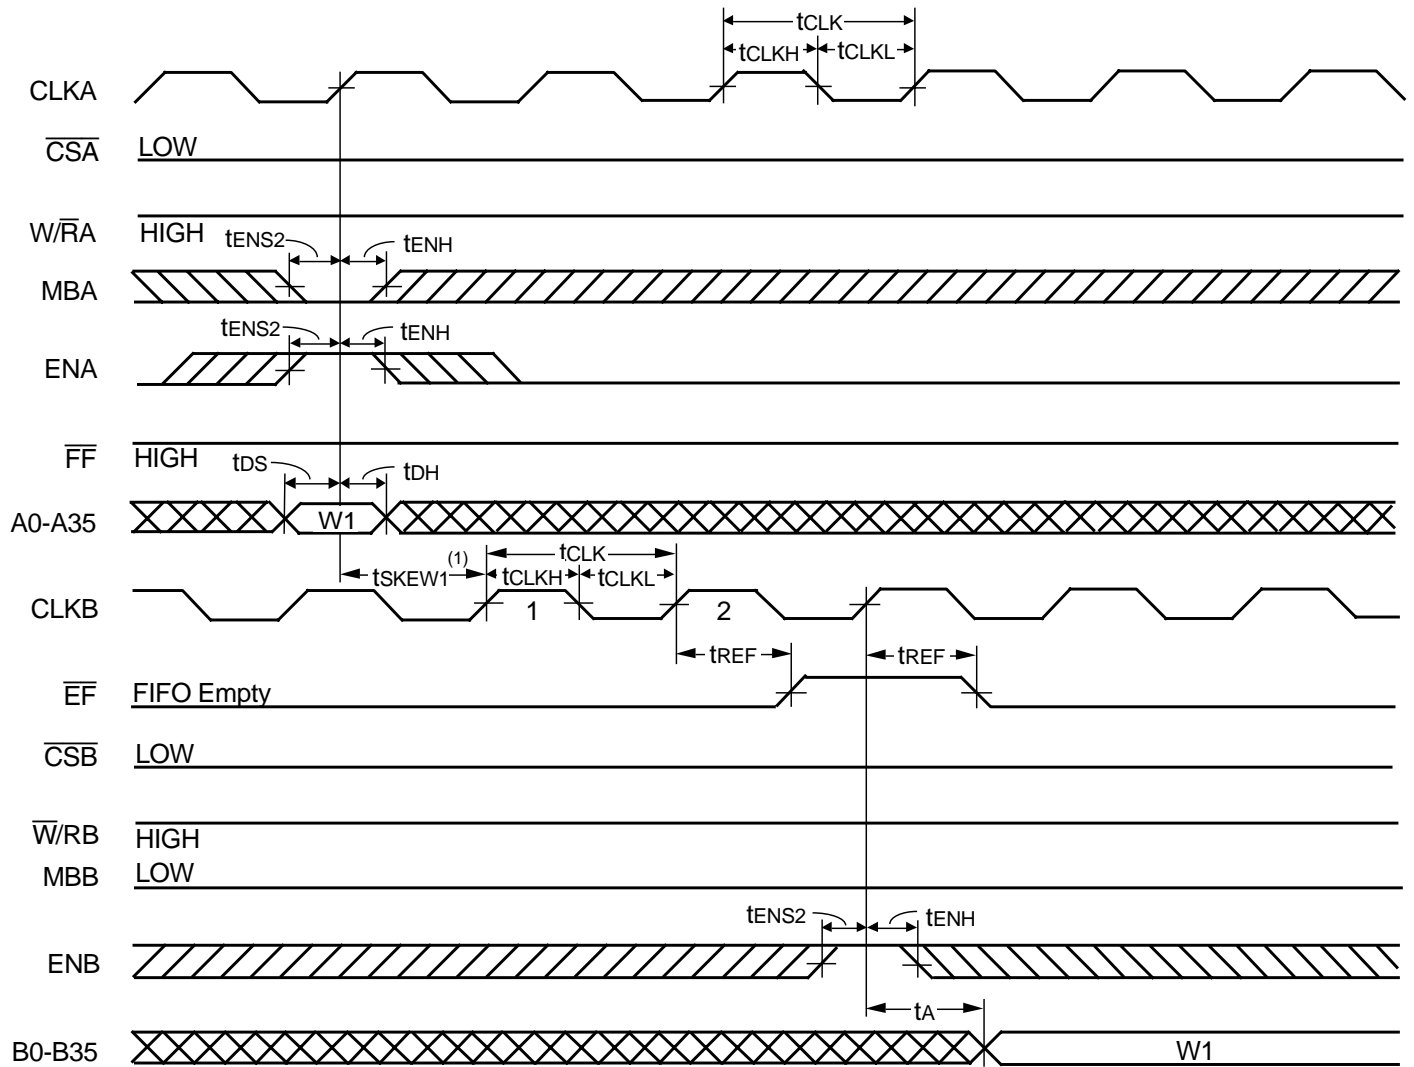 tCLK
tCLKH tCLKL
CLKA
CSA LOW
W/RA HIGH
tENS2 tENH
MBA
tENS2 tENH
ENA
FF HIGH
tDS tDH
A0-A35 W1
tSKEW1(1) tCLK
tCLKH tCLKL
CLKB 1 2
tREF tREF
EF FIFO Empty
CSB LOW
W/RB HIGH
MBB LOW
tENS2 tENH
ENB
tA
B0-B35 W1